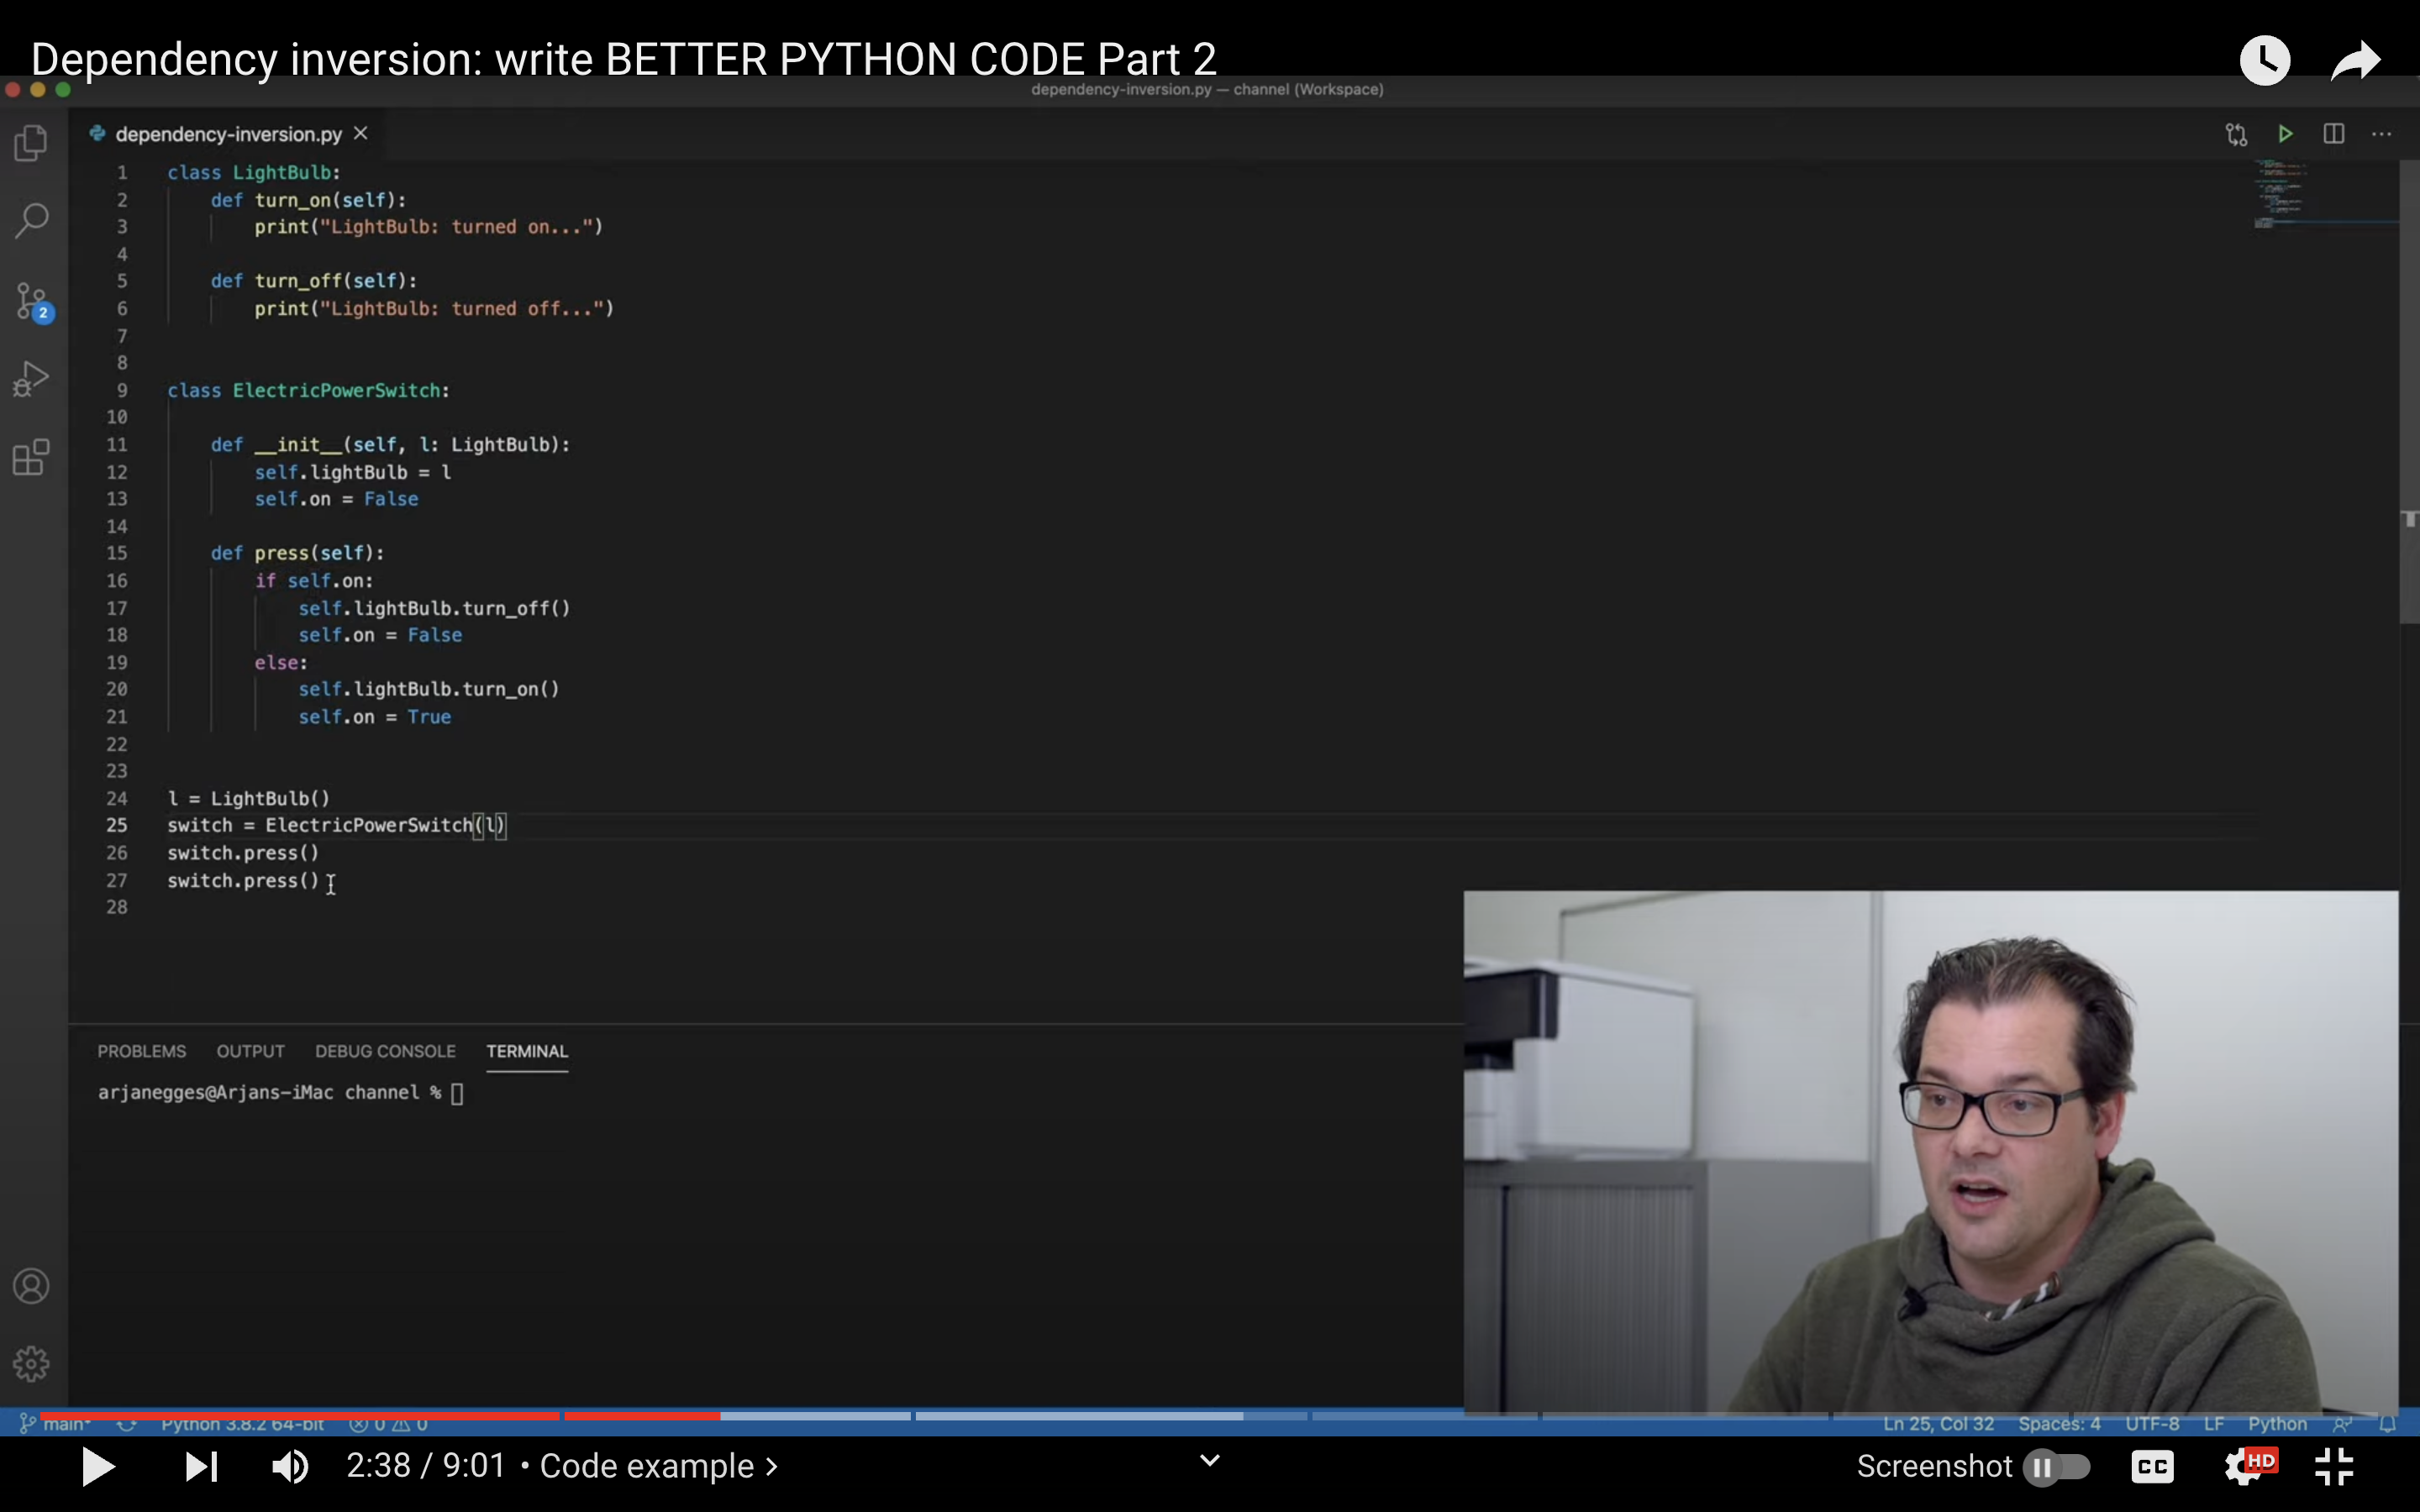 Dependency inversion: write BETTER PYTHON CODE Part 2
dependency-inversion.py — channel (Workspace)
dependency-inversion.py
1 class LightBulb:
2     def turn_on(self):
3         print("LightBulb: turned on...")
4
5     def turn_off(self):
6         print("LightBulb: turned off...")
7
8
9 class ElectricPowerSwitch:
10
11     def __init__(self, l: LightBulb):
12         self.lightBulb = l
13         self.on = False
14
15     def press(self):
16         if self.on:
17             self.lightBulb.turn_off()
18             self.on = False
19         else:
20             self.lightBulb.turn_on()
21             self.on = True
22
23
24 l = LightBulb()
25 switch = ElectricPowerSwitch(l)
26 switch.press()
27 switch.press()
28
2
PROBLEMS OUTPUT DEBUG CONSOLE TERMINAL
arjanegges@Arjans-iMac channel %
main* Python 3.8.2 64-bit 0 0 Ln 25, Col 32 Spaces: 4 UTF-8 LF Python
2:38 / 9:01 • Code example Screenshot CC HD